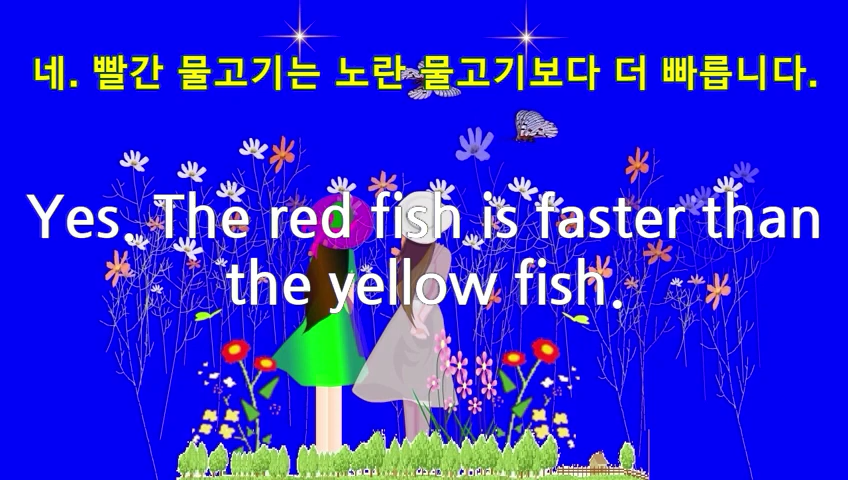 네. 빨간 물고기는 노란 물고기보다 더 빠릅니다.
Yes. The red fish is faster than
the yellow fish.